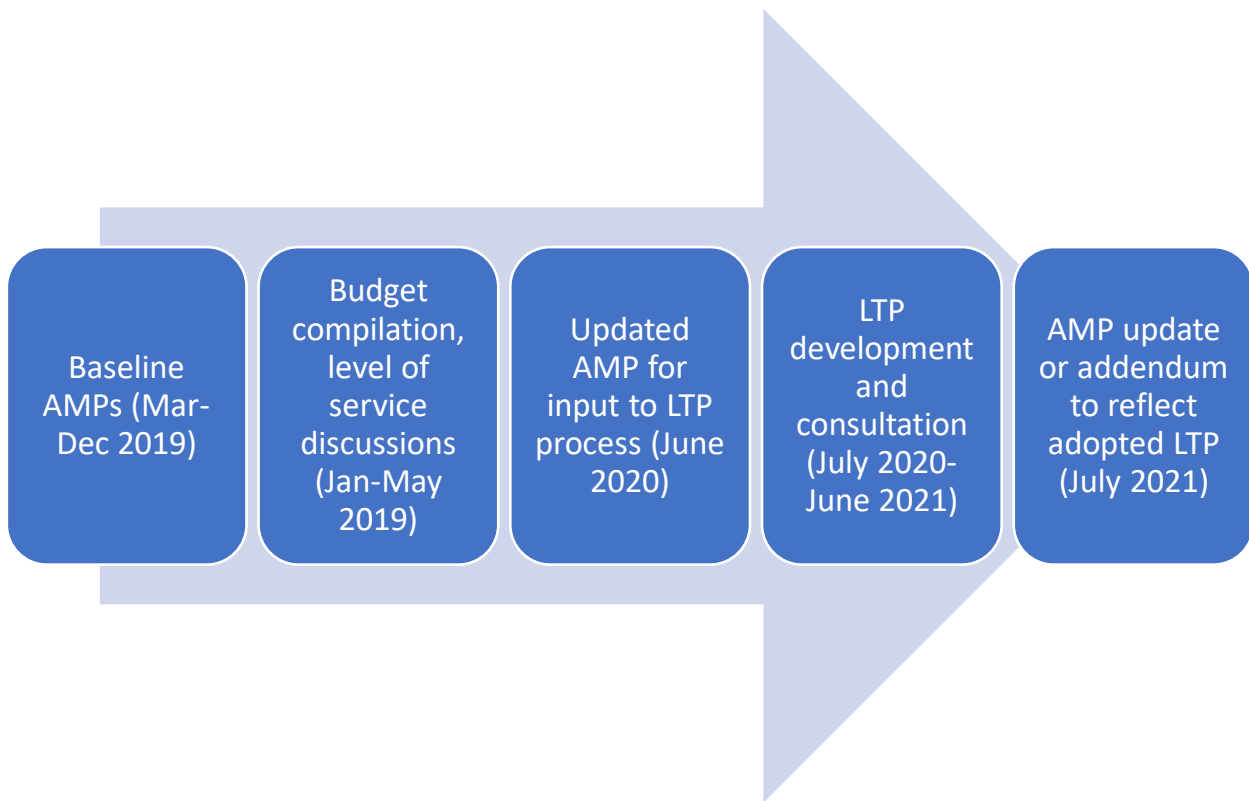 Baseline
AMPs (Mar-
Dec 2019)
Budget
compilation,
level of
service
discussions
(Jan-May
2019)
Updated
AMP for
input to LTP
process (June
2020)
LTP
development
and
consultation
(July 2020-
June 2021)
AMP update
or addendum
to reflect
adopted LTP
(July 2021)